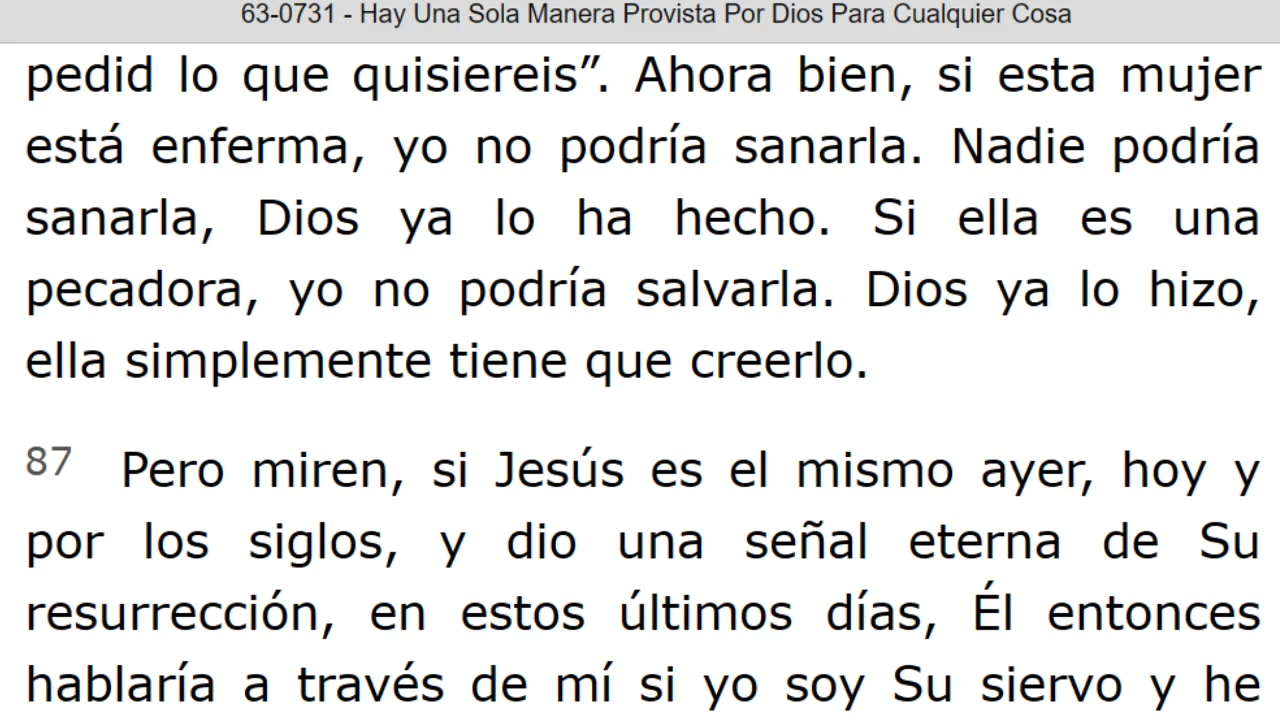 63-0731 - Hay Una Sola Manera Provista Por Dios Para Cualquier Cosa
pedid lo que quisiereis”. Ahora bien, si esta mujer
está enferma, yo no podría sanarla. Nadie podría
sanarla, Dios ya lo ha hecho. Si ella es una
pecadora, yo no podría salvarla. Dios ya lo hizo,
ella simplemente tiene que creerlo.
87 Pero miren, si Jesús es el mismo ayer, hoy y
por los siglos, y dio una señal eterna de Su
resurrección, en estos últimos días, Él entonces
hablaría a través de mí si yo soy Su siervo y he